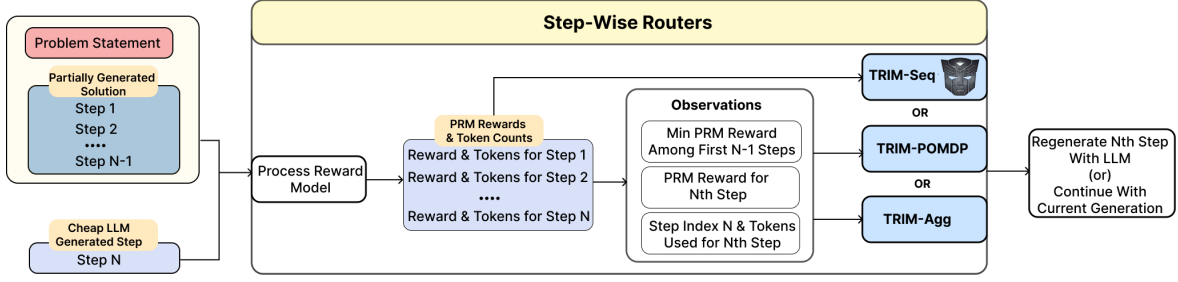 Step-Wise Routers
Problem Statement
Partially Generated
Solution
Step 1
Step 2
....
Step N-1
Cheap LLM
Generated Step
Step N
Process Reward
Model
PRM Rewards
& Token Counts
Reward & Tokens for Step 1
Reward & Tokens for Step 2
....
Reward & Tokens for Step N
Observations
Min PRM Reward
Among First N-1 Steps
PRM Reward for
Nth Step
Step Index N & Tokens
Used for Nth Step
TRIM-Seq
OR
TRIM-POMDP
OR
TRIM-Agg
Regenerate Nth Step
With LLM
(or)
Continue With
Current Generation